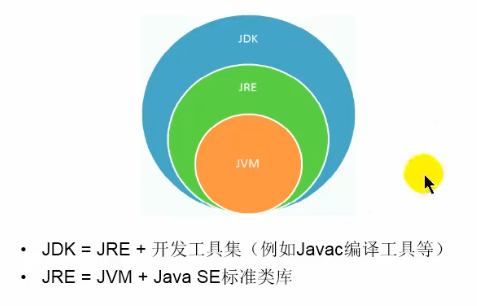 JDK
JRE
JVM
• JDK = JRE + 开发工具集（例如Javac编译工具等）
• JRE = JVM + Java SE标准类库